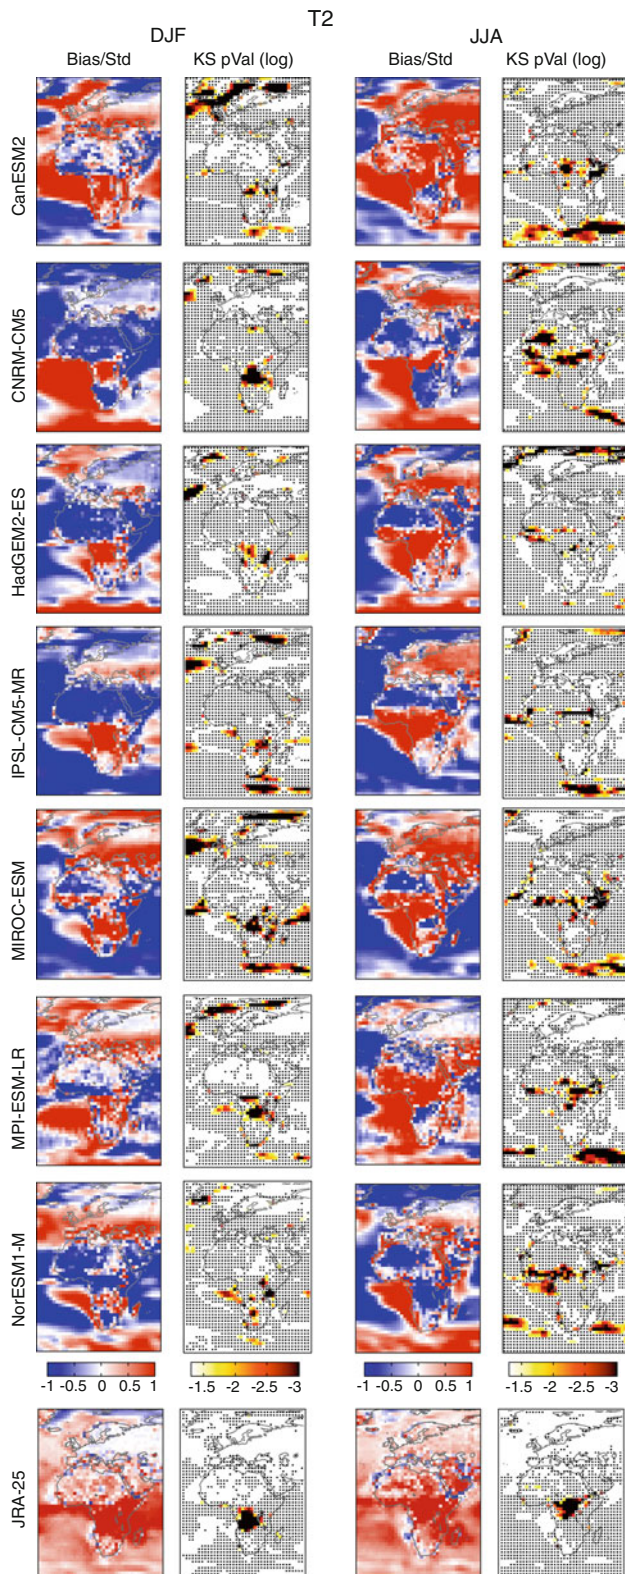 T2
DJF JJA
Bias/Std KS pVal (log) Bias/Std KS pVal (log)
CanESM2
CNRM-CM5
HadGEM2-ES
IPSL-CM5-MR
MIROC-ESM
MPI-ESM-LR
NorESM1-M
-1 -0.5 0 0.5 1 -1.5 -2 -2.5 -3 -1 -0.5 0 0.5 1 -1.5 -2 -2.5 -3
JRA-25